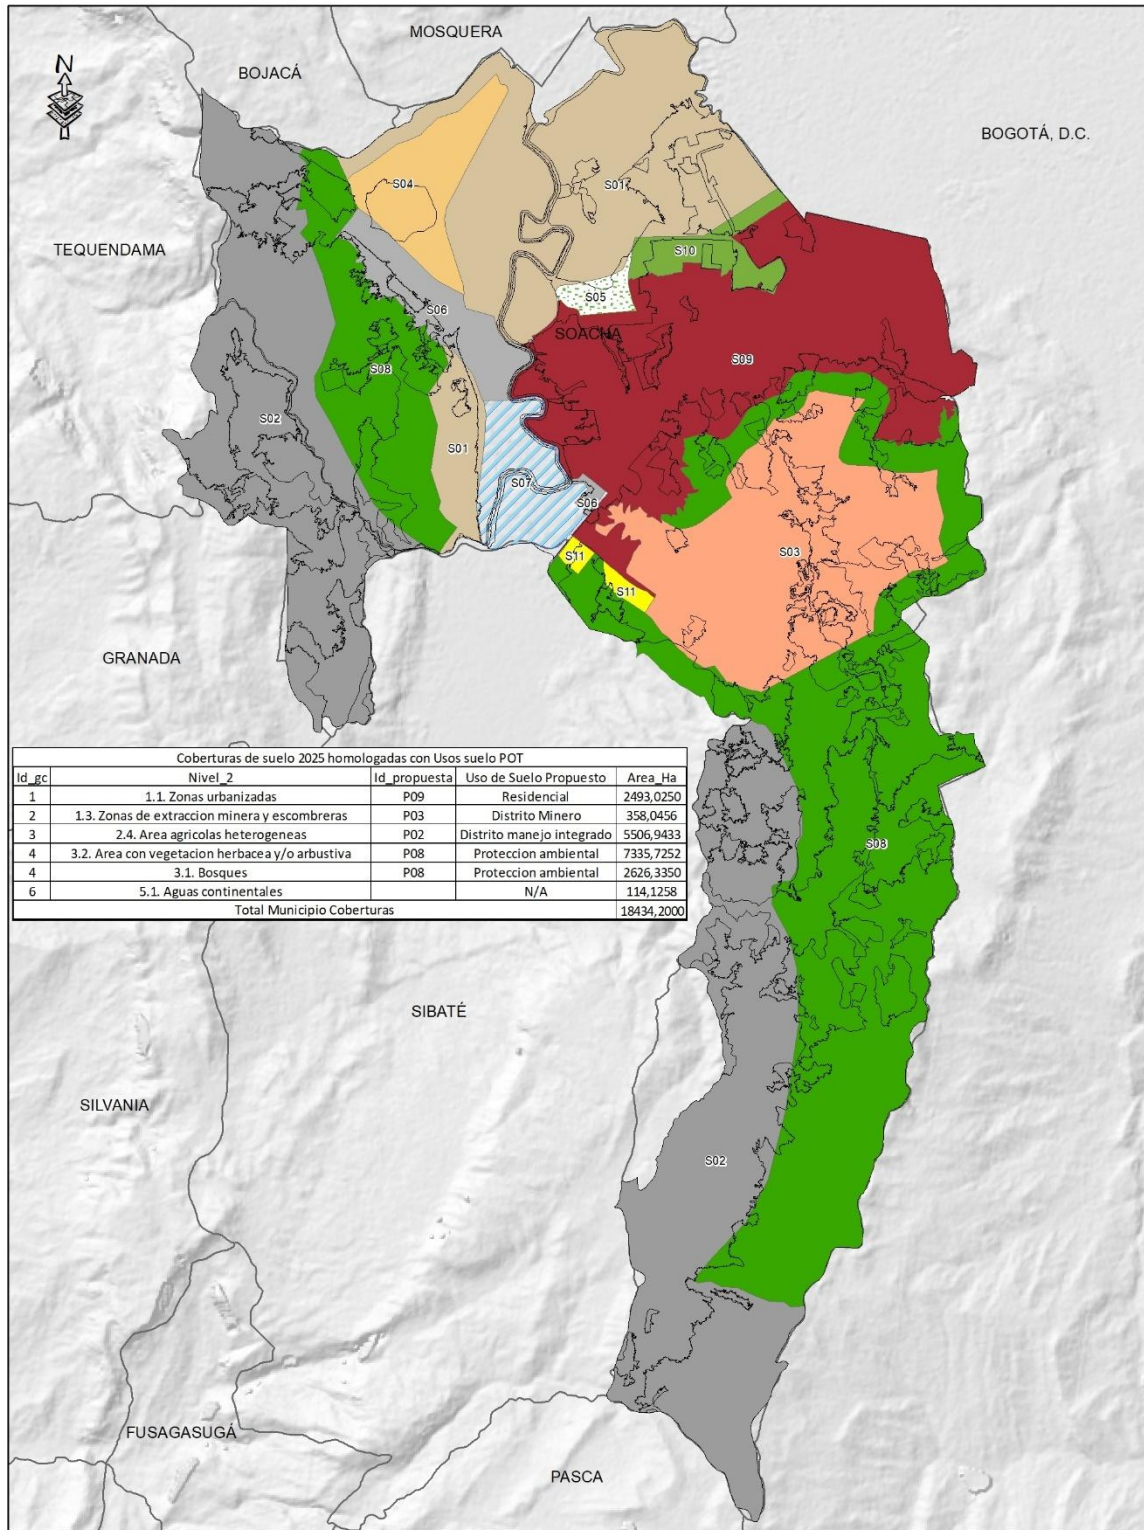 MOSQUERA
BOJACÁ
N
BOGOTÁ, D.C.
S04
S01
TEQUENDAMA
S10
S05
S06
SOACHA
S09
S08
S02
S01
S07
S06
S03
S11
S11
GRANADA
Coberturas de suelo 2025 homologadas con Usos suelo POT
Id_gc Nivel_2 Id_propuesta Uso de Suelo Propuesto Area_Ha
1 1.1. Zonas urbanizadas P09 Residencial 2493,0250
2 1.3. Zonas de extraccion minera y escombreras P03 Distrito Minero 358,0456
3 2.4. Area agricolas heterogeneas P02 Distrito manejo integrado 5506,9433
4 3.2. Area con vegetacion herbacea y/o arbustiva P08 Proteccion ambiental 7335,7252
4 3.1. Bosques P08 Proteccion ambiental 2626,3350
6 5.1. Aguas continentales N/A 114,1258
Total Municipio Coberturas 18434,2000
S08
SIBATÉ
SILVANIA
S02
FUSAGASUGÁ
PASCA